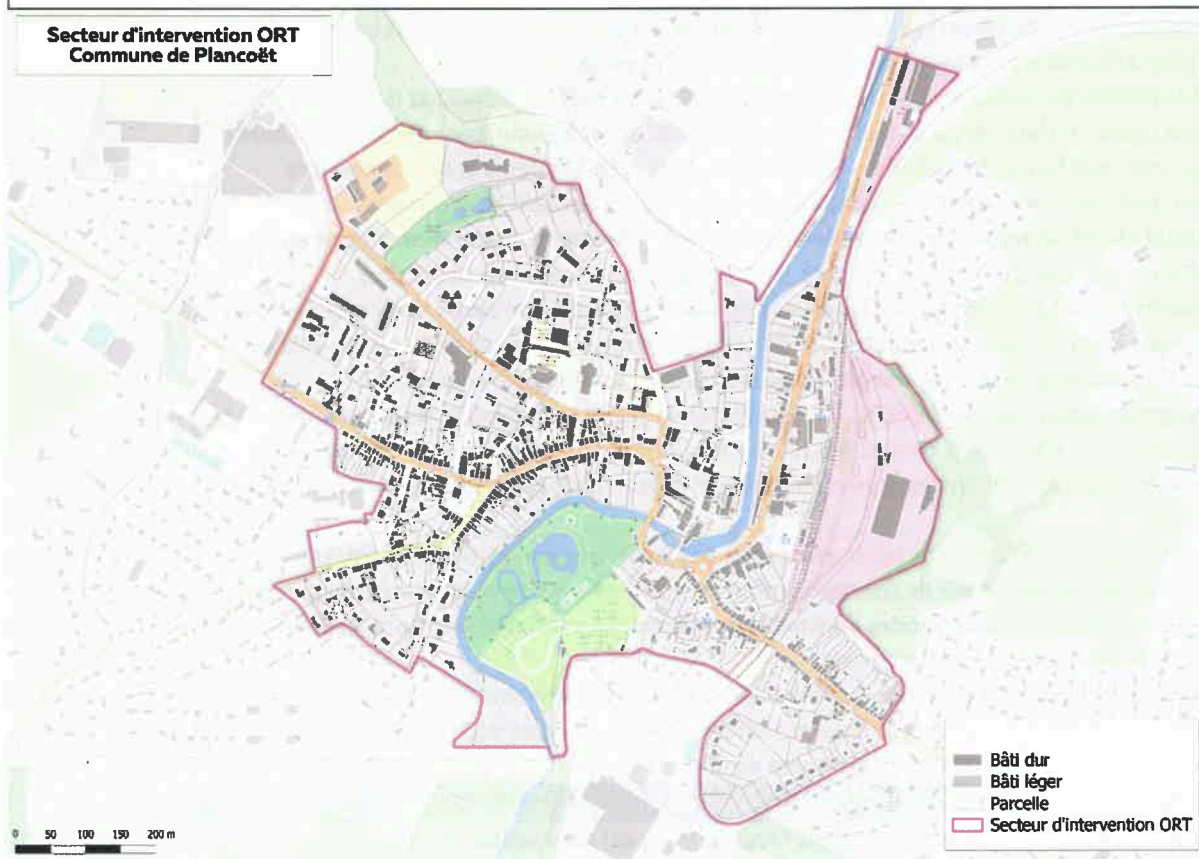 Secteur d'intervention ORT
Commune de Plancoët
Bâti dur
Bâti léger
Parcelle
Secteur d'intervention ORT
0 50 100 150 200 m